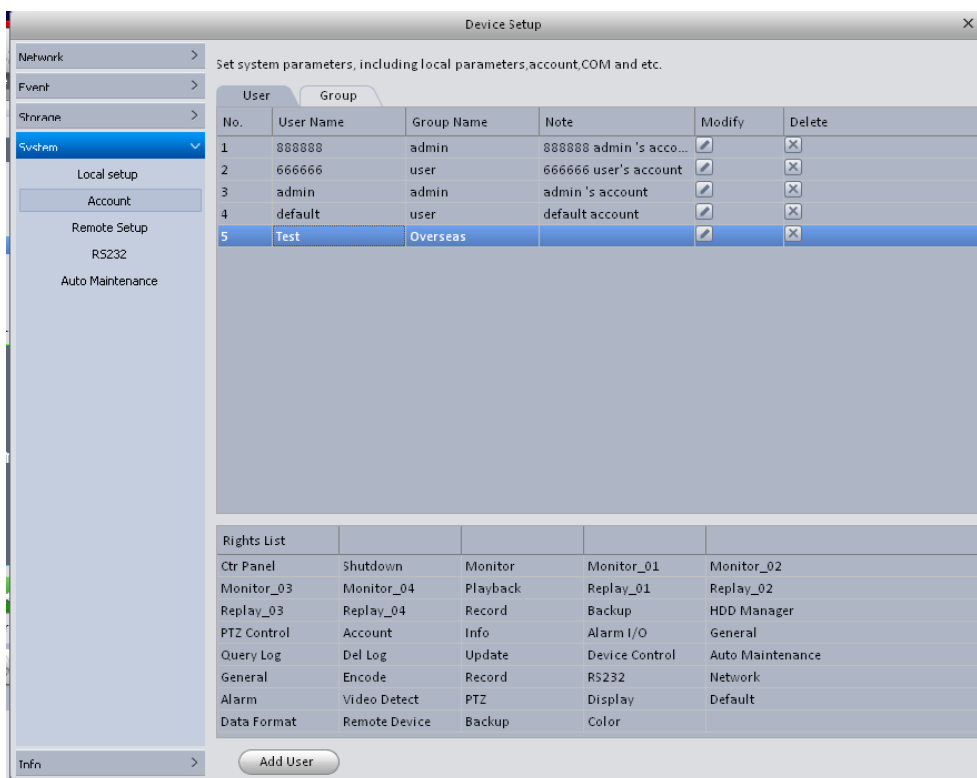 Device Setup
Network
Event
Storage
System
Local setup
Account
Remote Setup
RS232
Auto Maintenance
Info
Set system parameters, including local parameters,account,COM and etc.
User Group
No. User Name Group Name Note Modify Delete
1 888888 admin 888888 admin 's acco...
2 666666 user 666666 user's account
3 admin admin admin 's account
4 default user default account
5 Test Overseas
Rights List
Ctr Panel Shutdown Monitor Monitor_01 Monitor_02
Monitor_03 Monitor_04 Playback Replay_01 Replay_02
Replay_03 Replay_04 Record Backup HDD Manager
PTZ Control Account Info Alarm I/O General
Query Log Del Log Update Device Control Auto Maintenance
General Encode Record RS232 Network
Alarm Video Detect PTZ Display Default
Data Format Remote Device Backup Color
Add User